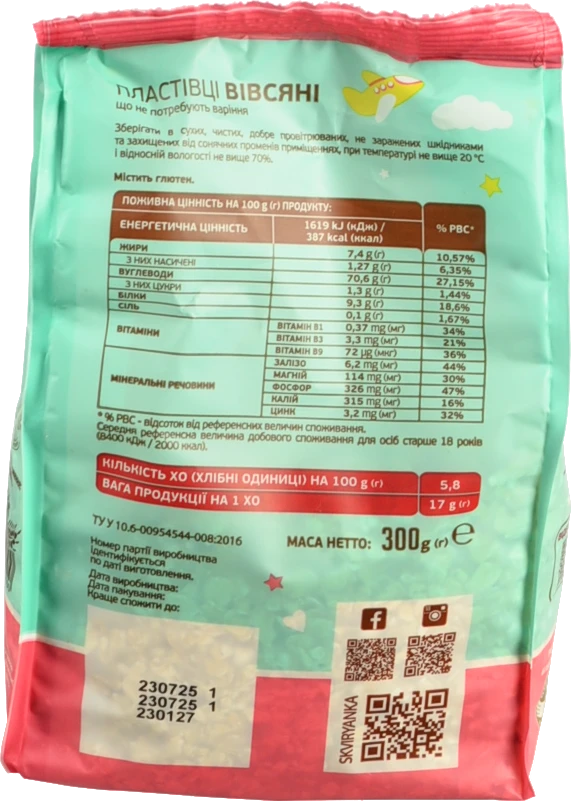 ПЛАСТІВЦІ ВІВСЯНІ
що не потребують варіння
Зберігати в сухих, чистих, добре провітрюваних, не заражених шкідниками
та захищених від сонячних променів приміщеннях, при температурі не вище 20 °С
і відносній вологості не вище 70%.
Містить глютен.
ПОЖИВНА ЦІННІСТЬ НА 100 g (г) ПРОДУКТУ:
ЕНЕРГЕТИЧНА ЦІННІСТЬ 1619 kJ (кДж) / 387 kcal (ккал) % РВС*
ЖИРИ 7,4 g (г) 10,57%
З НИХ НАСИЧЕНІ 1,27 g (г) 6,35%
ВУГЛЕВОДИ 70,6 g (г) 27,15%
З НИХ ЦУКРИ 1,3 g (г) 1,44%
БІЛКИ 9,3 g (г) 18,6%
СІЛЬ 0,1 g (г) 1,67%
ВІТАМІНИ ВІТАМІН В1 0,37 mg (мг) 34%
ВІТАМІН В3 3,3 mg (мг) 21%
ВІТАМІН В9 72 µg (мкг) 36%
МІНЕРАЛЬНІ РЕЧОВИНИ ЗАЛІЗО 6,2 mg (мг) 44%
МАГНІЙ 114 mg (мг) 30%
ФОСФОР 326 mg (мг) 47%
КАЛІЙ 315 mg (мг) 16%
ЦИНК 3,2 mg (мг) 32%
* % РВС - відсоток від референсних величин споживання.
Середня референсна величина добового споживання для осіб старше 18 років
(8400 кДж / 2000 ккал).
КІЛЬКІСТЬ ХО (ХЛІБНІ ОДИНИЦІ) НА 100 g (г) 5,8
ВАГА ПРОДУКЦІЇ НА 1 ХО 17 g (г)
ТУ У 10.6-00954544-008:2016
МАСА НЕТТО: 300 g (г) ℮
Номер партії виробництва
ідентифікується
по даті виготовлення.
Дата виробництва:
Дата пакування:
Краще спожити до:
230725 1
230725 1
230127
SKVIRYANKA